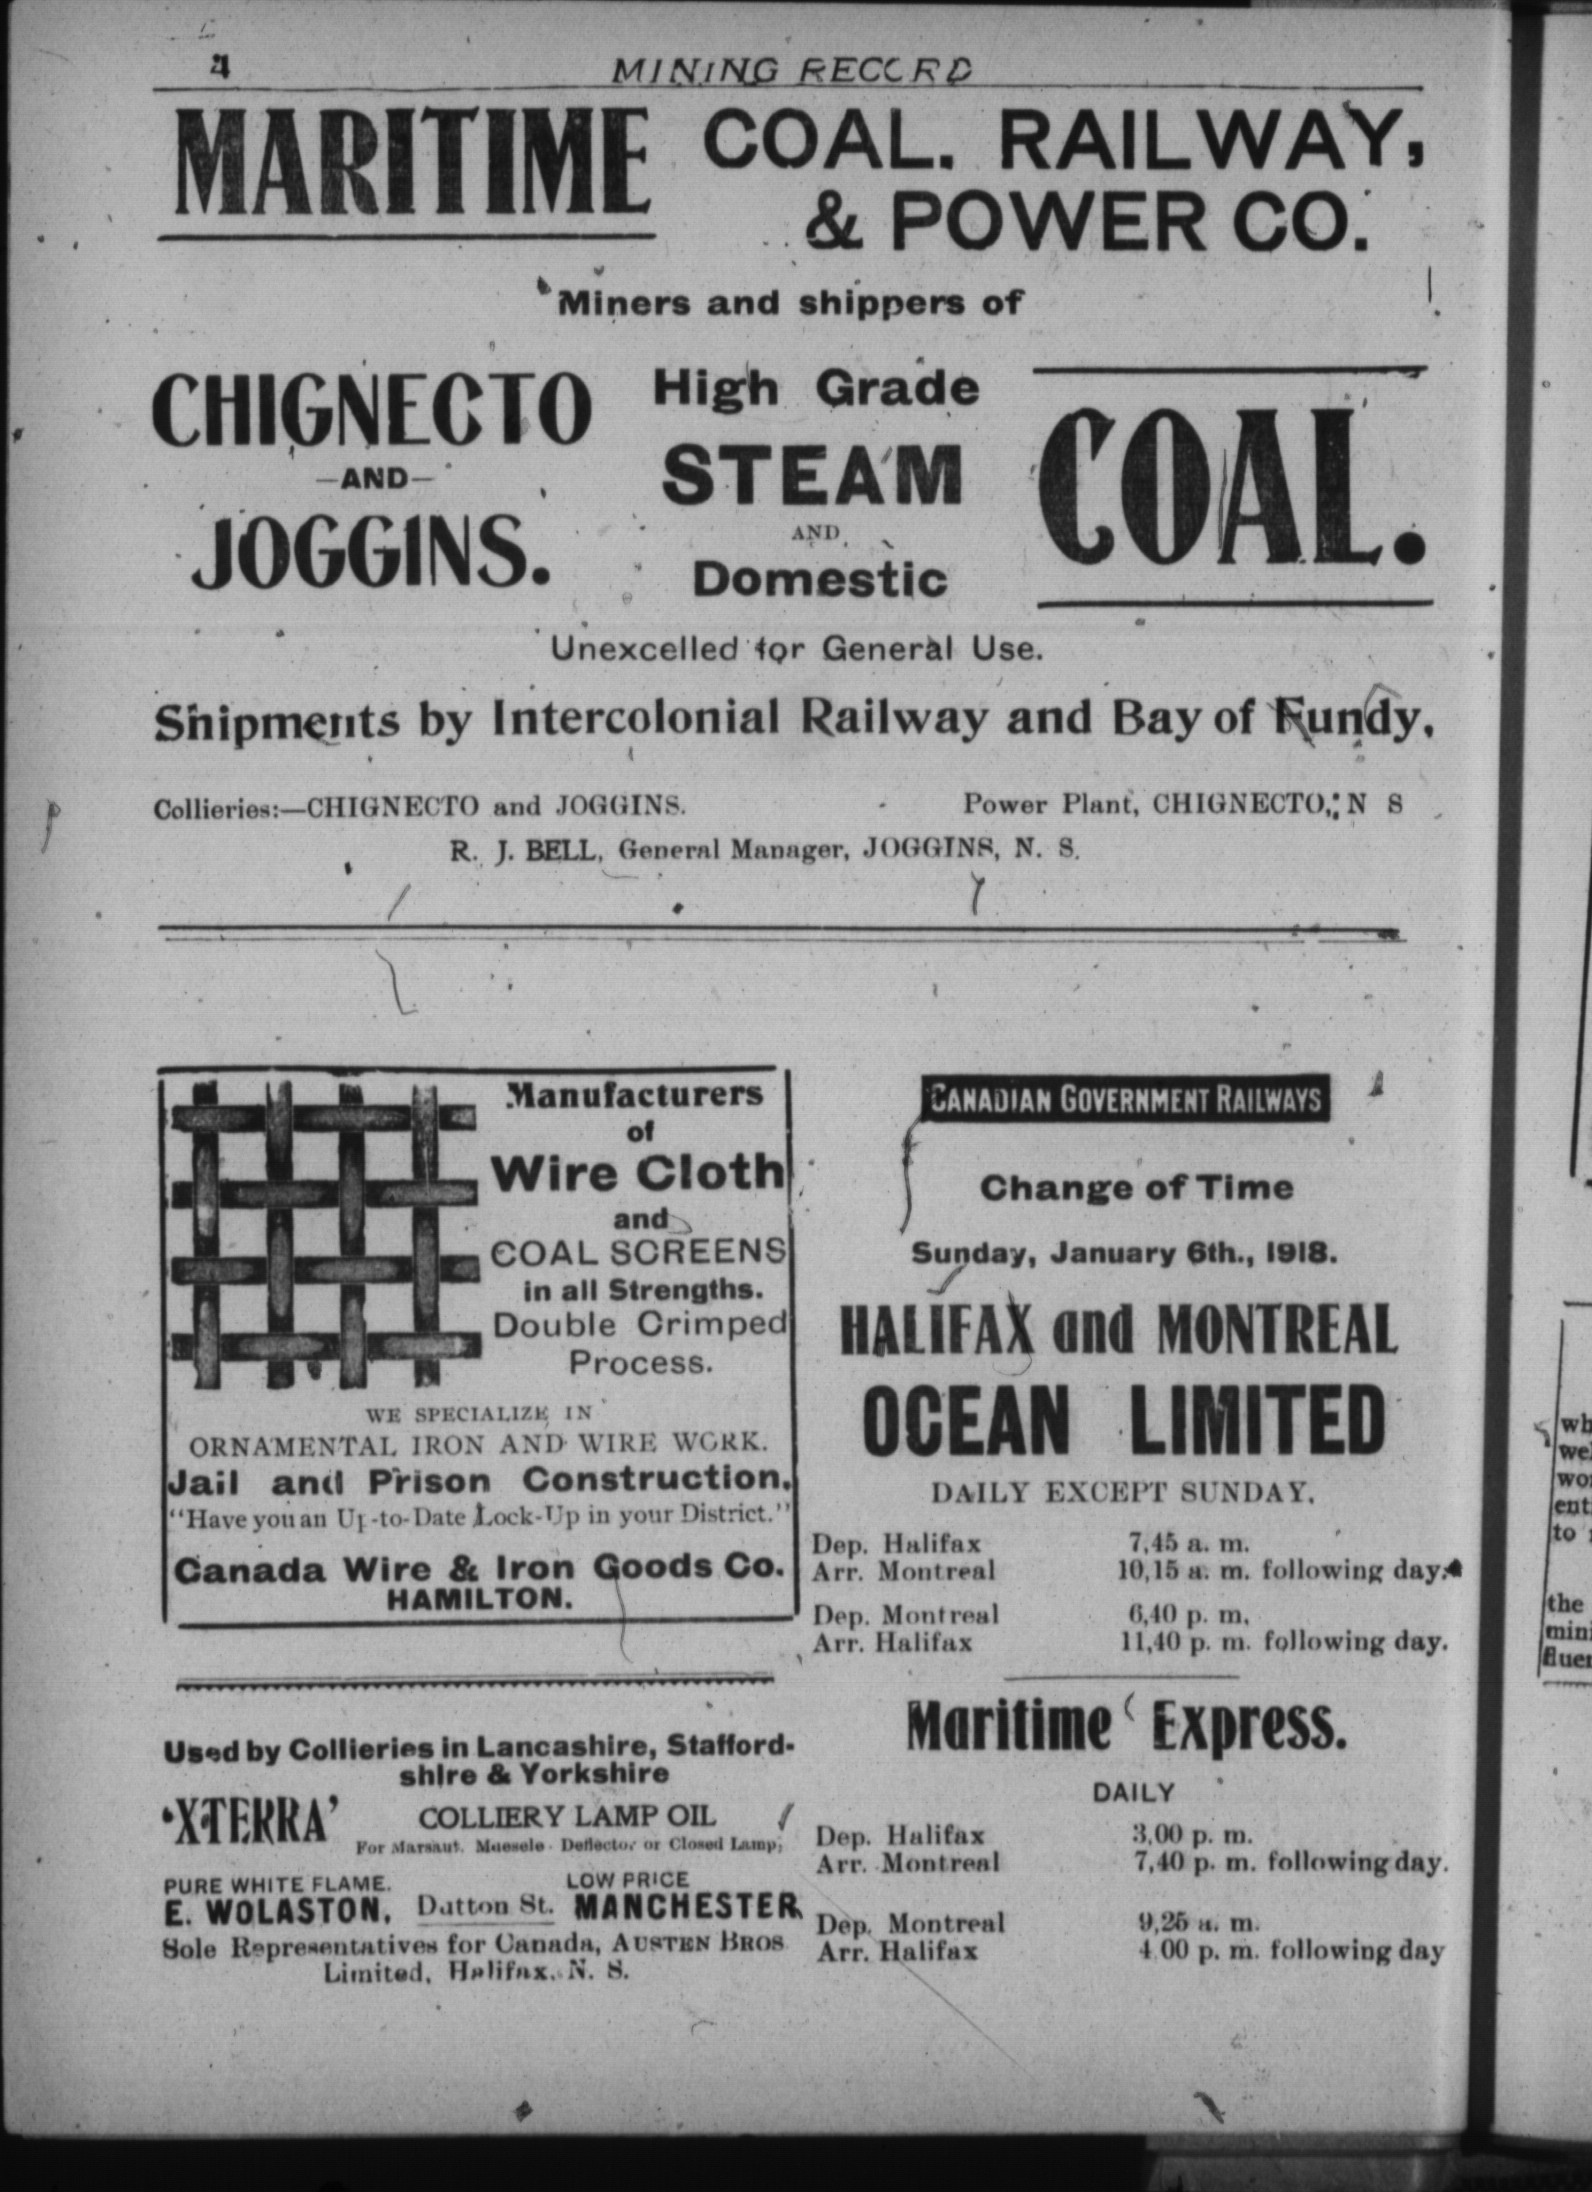 4
MINING RECORD
MARITIME COAL. RAILWAY,
& POWER CO.
Miners and shippers of
CHIGNECTO
—AND—
JOGGINS.
High Grade
STEAM
AND
Domestic
COAL.
Unexcelled for General Use.
Shipments by Intercolonial Railway and Bay of Fundy.
Collieries:—CHIGNECTO and JOGGINS. Power Plant, CHIGNECTO, N S
R. J. BELL, General Manager, JOGGINS, N. S.
Manufacturers
of
Wire Cloth
and
COAL SCREENS
in all Strengths.
Double Crimped
Process.
WE SPECIALIZE IN
ORNAMENTAL IRON AND WIRE WORK.
Jail and Prison Construction.
"Have you an Up-to-Date Lock-Up in your District."
Canada Wire & Iron Goods Co.
HAMILTON.
Used by Collieries in Lancashire, Stafford-
shire & Yorkshire
'XTERRA' COLLIERY LAMP OIL
For Marsaut, Muesele Deflector or Closed Lamp,
PURE WHITE FLAME. LOW PRICE
E. WOLASTON, Dutton St. MANCHESTER
Sole Representatives for Canada, AUSTEN BROS
Limited, Halifax, N. S.
CANADIAN GOVERNMENT RAILWAYS
Change of Time
Sunday, January 6th., 1918.
HALIFAX and MONTREAL
OCEAN LIMITED
DAILY EXCEPT SUNDAY.
Dep. Halifax 7,45 a. m.
Arr. Montreal 10,15 a. m. following day.
Dep. Montreal 6,40 p. m.
Arr. Halifax 11,40 p. m. following day.
Maritime Express.
DAILY
Dep. Halifax 3,00 p. m.
Arr. Montreal 7,40 p. m. following day.
Dep. Montreal 9,25 a. m.
Arr. Halifax 4.00 p. m. following day
wh
wel
wo
ent
to
the
mini
fluen